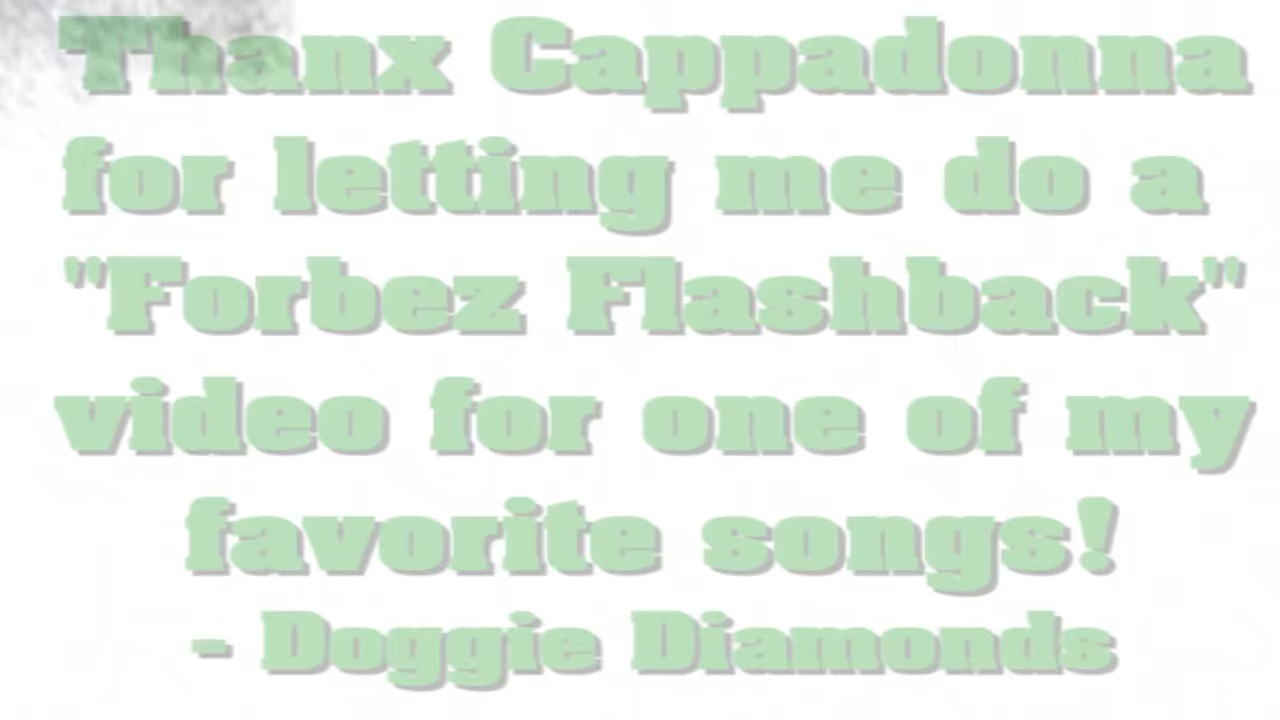 Thanx Cappadonna
for letting me do a
"Forbez Flashback"
video for one of my
favorite songs!
- Doggie Diamonds